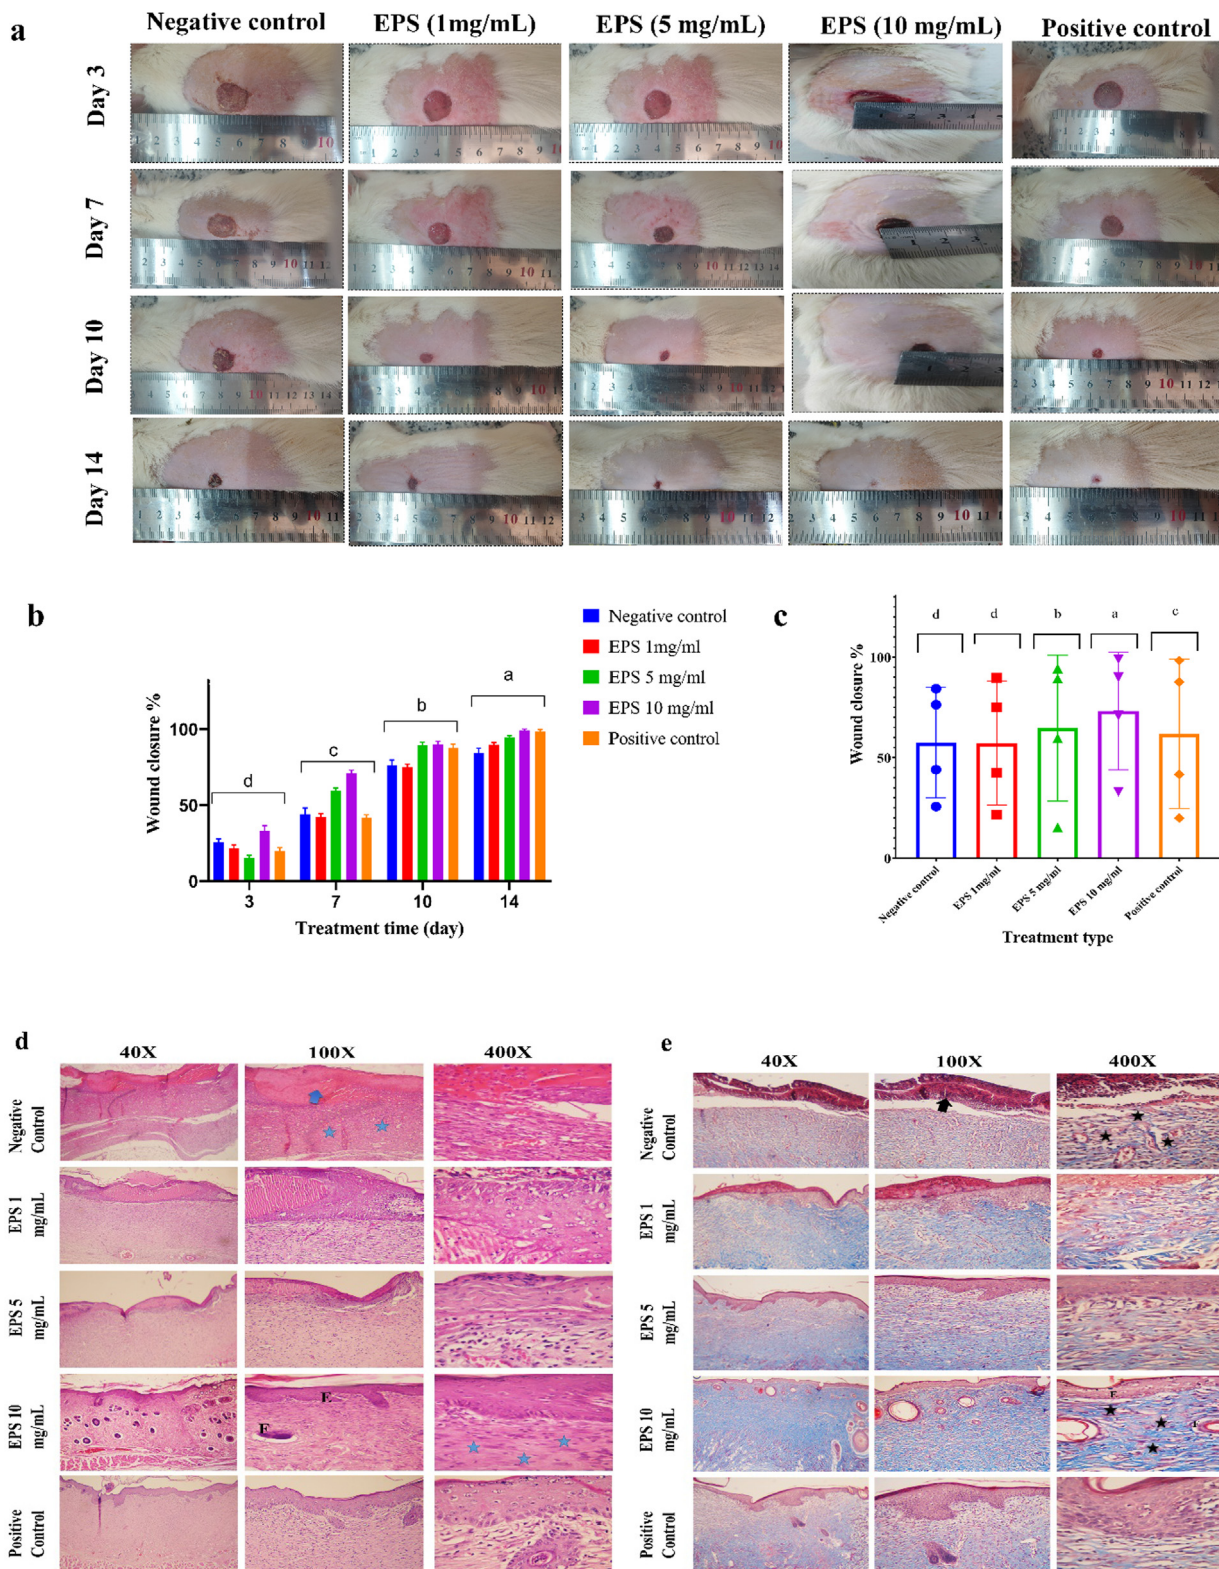 a
Negative control EPS (1mg/mL) EPS (5 mg/mL) EPS (10 mg/mL) Positive control
Day 3
Day 7
Day 10
Day 14
b
Wound closure %
100
50
0
d
c
b
a
3 7 10 14
Treatment time (day)
Negative control
EPS 1mg/ml
EPS 5 mg/ml
EPS 10 mg/ml
Positive control
c
Wound closure %
100
50
0
d d b a c
Negative control
EPS 1mg/ml
EPS 5 mg/ml
EPS 10 mg/ml
Positive control
Treatment type
d
40X 100X 400X
Negative
Control
EPS 1
mg/mL
EPS 5
mg/mL
EPS 10
mg/mL
E
F
Positive
Control
e
40X 100X 400X
Negative
Control
EPS 1
mg/mL
EPS 5
mg/mL
EPS 10
mg/mL
Positive
Control